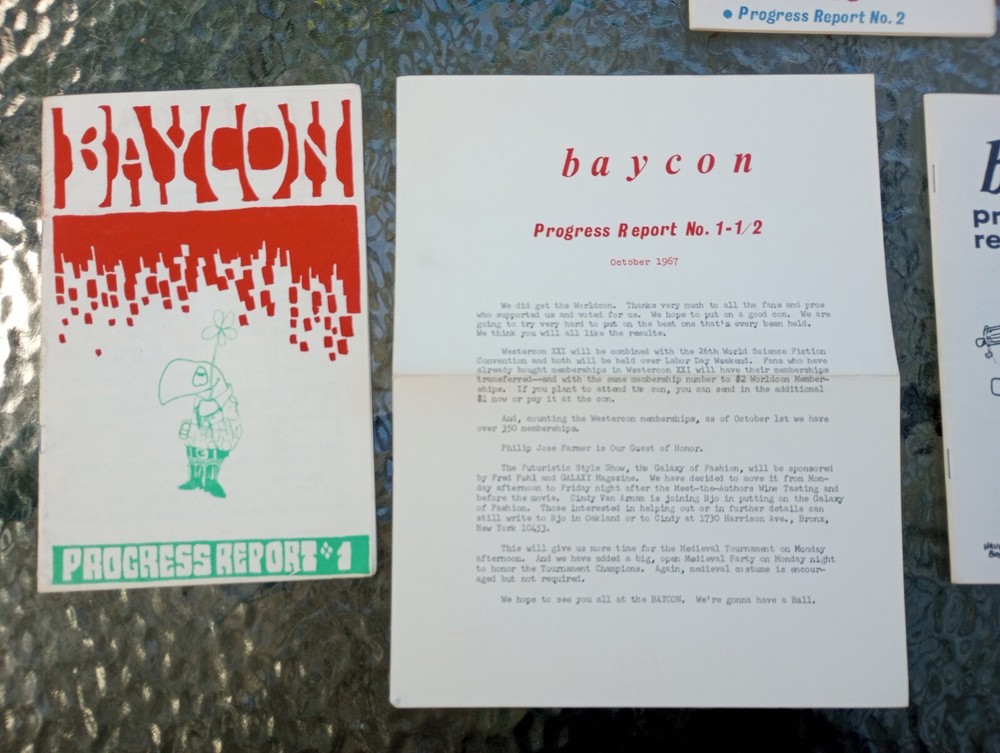 Progress Report No. 2
BAYCON
PROGRESS REPORT 1
baycon
Progress Report No. 1-1/2
October 1967
We did get the Worldcon. Thanks very much to all the fans and pros
who supported us and voted for us. We hope to put on a good con. We are
going to try very hard to put on the best one that's every been held.
We think you will all like the results.
Westercon XXI will be combined with the 26th World Science Fiction
Convention and both will be held over Labor Day Weekend. Fans who have
already bought memberships in Westercon XXI will have their memberships
transferred--and with the same membership number to $2 Worldcon Member-
ships. If you plant to attend the con, you can send in the additional
$1 now or pay it at the con.
And, counting the Westercon memberships, as of October 1st we have
over 350 memberships.
Philip Jose Farmer is Our Guest of Honor.
The Futuristic Style Show, the Galaxy of Fashion, will be sponsored
by Fred Pohl and GALAXY Magazine. We have decided to move it from Mon-
day afternoon to Friday night after the Meet-the-Authors Wine Tasting and
before the movie. Cindy Van Arnam is joining Bjo in putting on the Galaxy
of Fashion. Those interested in helping out or in further details can
still write to Bjo in Oakland or to Cindy at 1730 Harrison Ave., Bronx,
New York 10453.
This will give us more time for the Medieval Tournament on Monday
afternoon. And we have added a big, open Medieval Party on Monday night
to honor the Tournament Champions. Again, medieval costume is encour-
aged but not required.
We hope to see you all at the BAYCON. We're gonna have a Ball.
b
pr
re